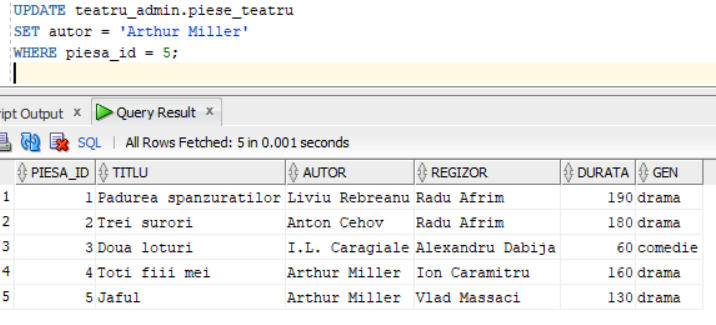 UPDATE teatru_admin.piese_teatru
SET autor = 'Arthur Miller'
WHERE piesa_id = 5;
Output x Query Result x
SQL | All Rows Fetched: 5 in 0.001 seconds
PIESA_ID TITLU AUTOR REGIZOR DURATA GEN
1 1 Padurea spanzuratilor Liviu Rebreanu Radu Afrim 190 drama
2 2 Trei surori Anton Cehov Radu Afrim 180 drama
3 3 Doua loturi I.L. Caragiale Alexandru Dabija 60 comedie
4 4 Toti fiii mei Arthur Miller Ion Caramitru 160 drama
5 5 Jaful Arthur Miller Vlad Massaci 130 drama